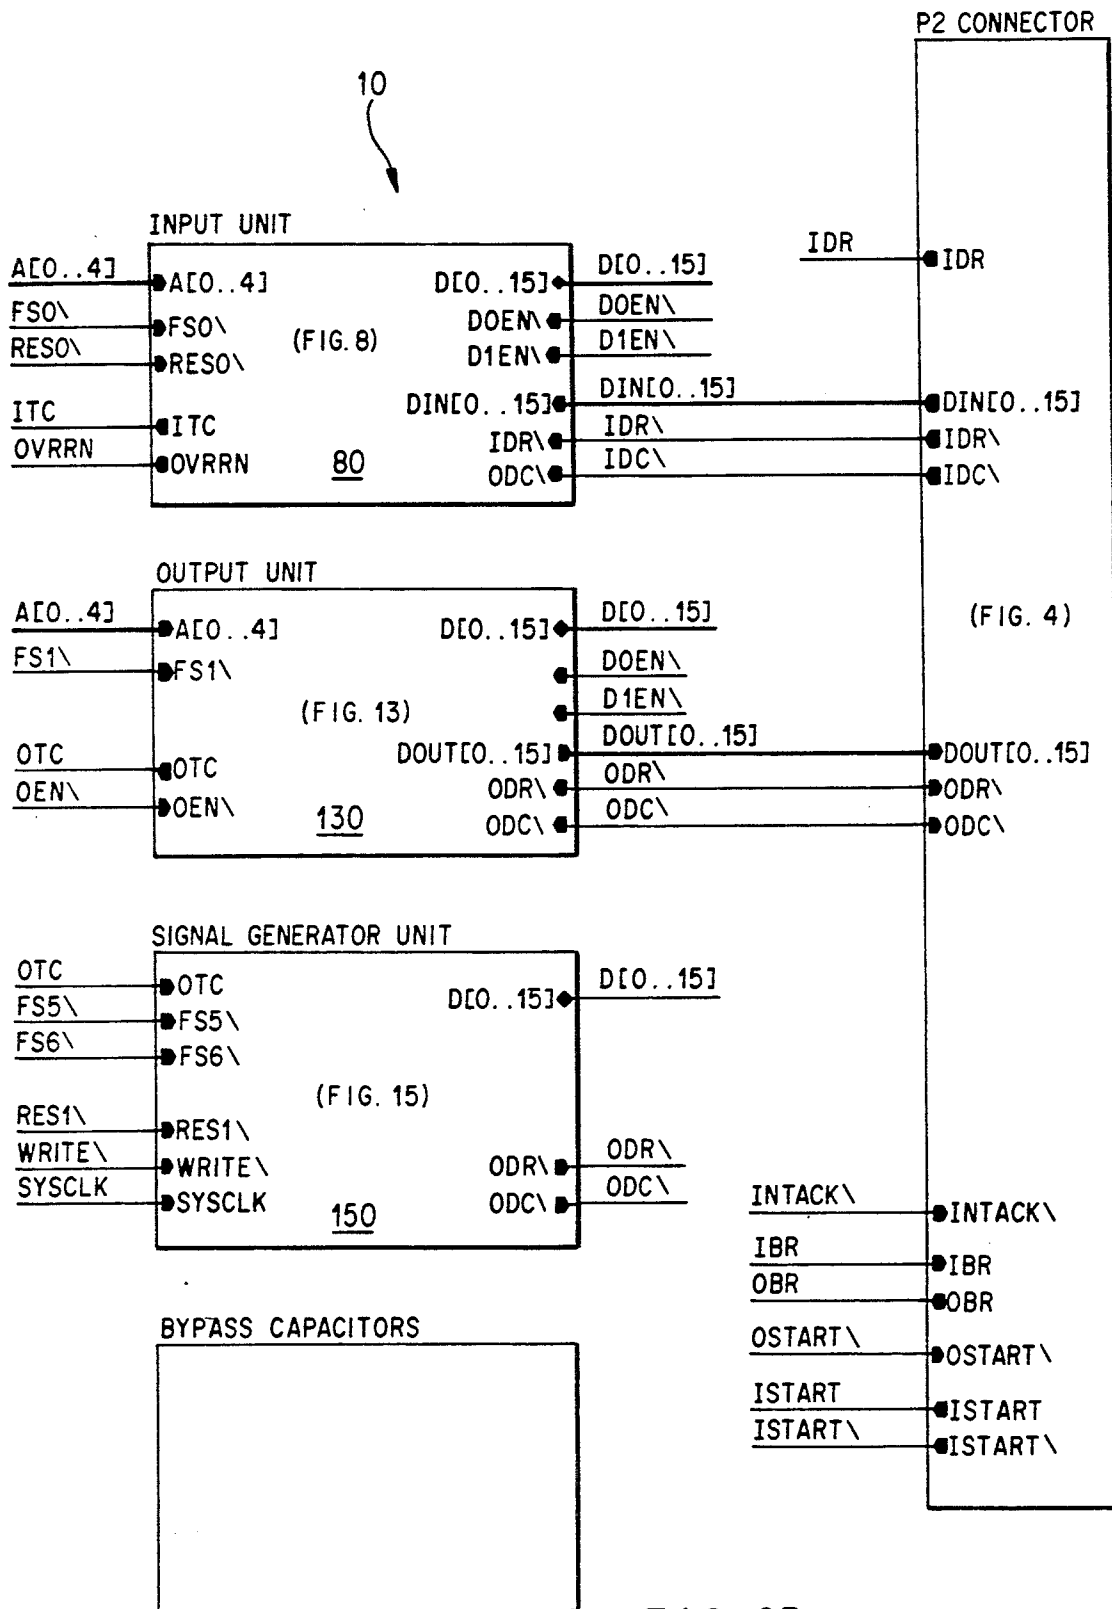 P2 CONNECTOR
10
INPUT UNIT
A[0..4]
FS0\
RES0\
ITC
OVRRN
A[0..4]
FS0\
RES0\
ITC
OVRRN
(FIG. 8)
80
D[0..15]
D0EN\
D1EN\
DIN[0..15]
IDR\
ODC\
D[0..15]
D0EN\
D1EN\
DIN[0..15]
IDR\
IDC\
IDR
IDR
DIN[0..15]
IDR\
IDC\
OUTPUT UNIT
A[0..4]
FS1\
OTC
OEN\
A[0..4]
FS1\
OTC
OEN\
(FIG. 13)
130
D[0..15]
DOUT[0..15]
ODR\
ODC\
D[0..15]
D0EN\
D1EN\
DOUT[0..15]
ODR\
ODC\
(FIG. 4)
DOUT[0..15]
ODR\
ODC\
SIGNAL GENERATOR UNIT
OTC
FS5\
FS6\
RES1\
WRITE\
SYSCLK
OTC
FS5\
FS6\
RES1\
WRITE\
SYSCLK
(FIG. 15)
150
D[0..15]
ODR\
ODC\
D[0..15]
ODR\
ODC\
INTACK\
IBR
OBR
OSTART\
ISTART
ISTART\
INTACK\
IBR
OBR
OSTART\
ISTART
ISTART\
BYPASS CAPACITORS